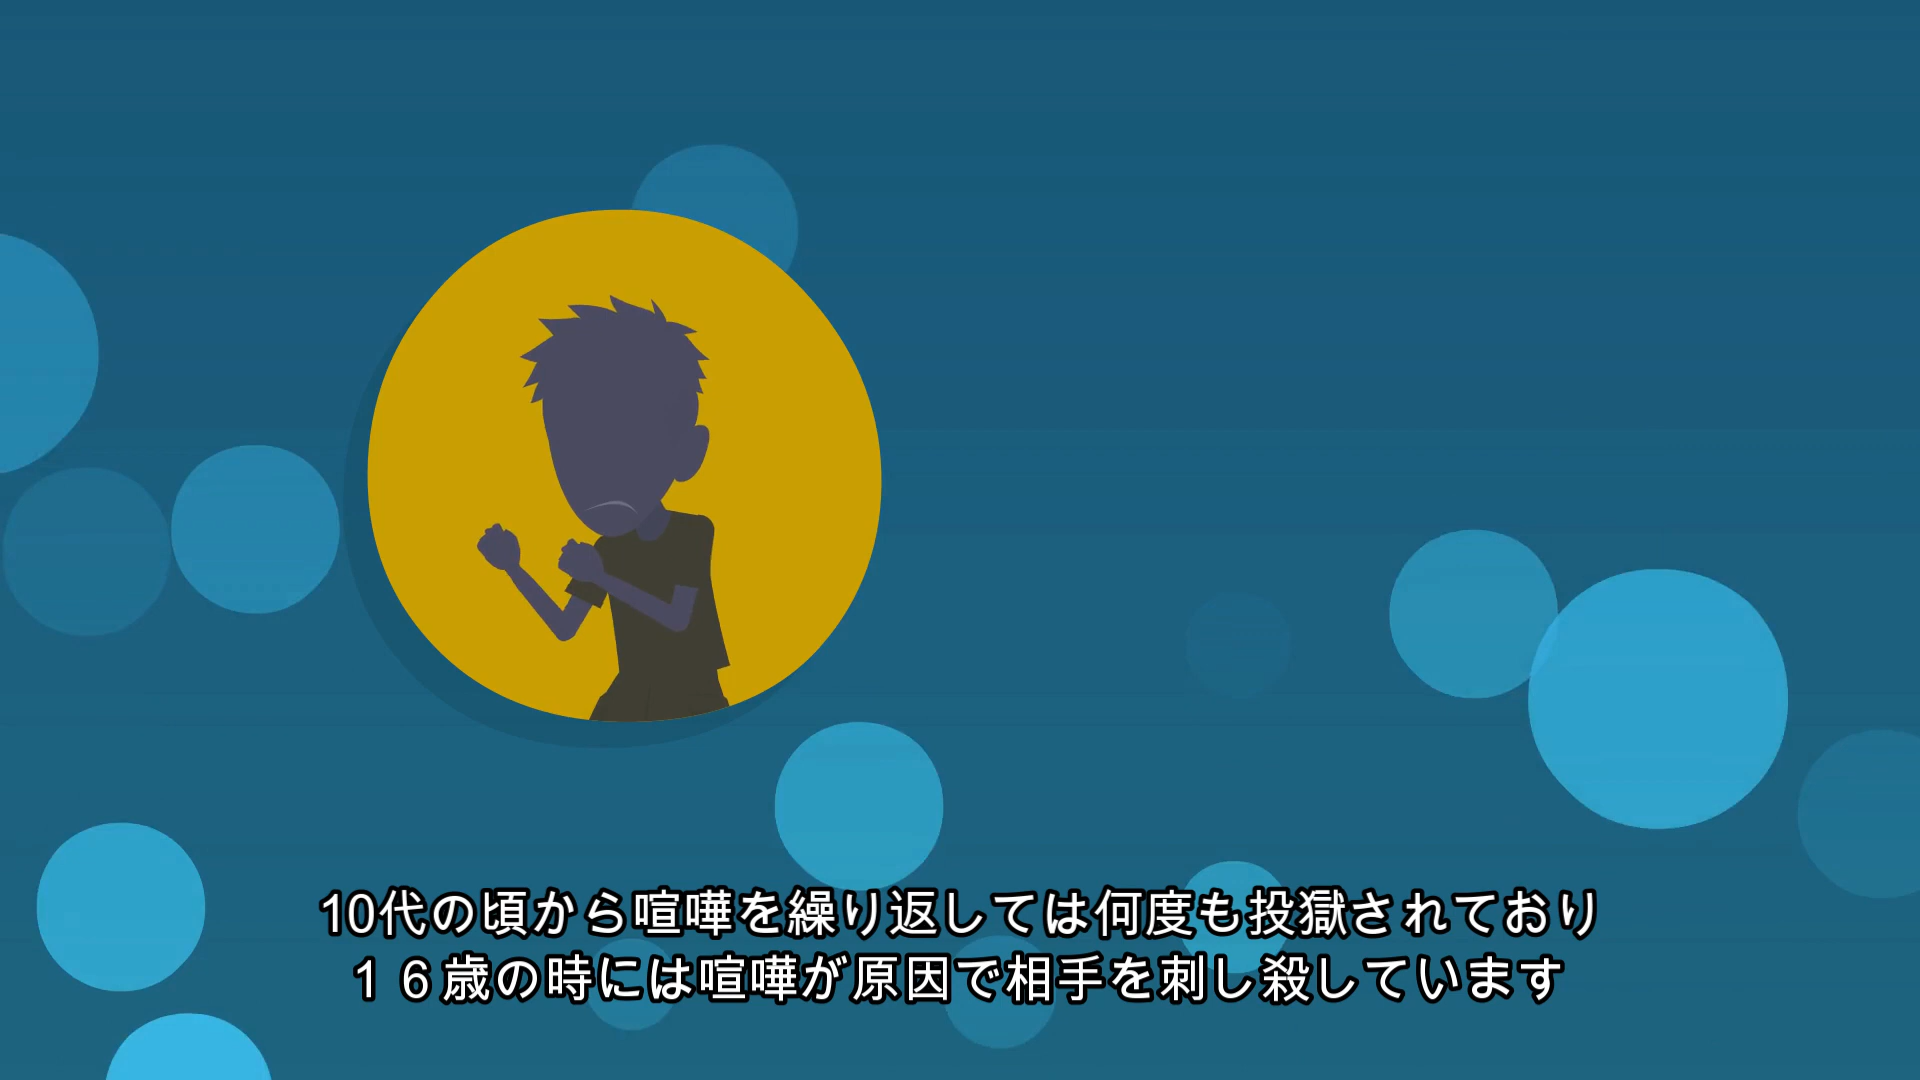 10代の頃から喧嘩を繰り返しては何度も投獄されており
１６歳の時には喧嘩が原因で相手を刺し殺しています